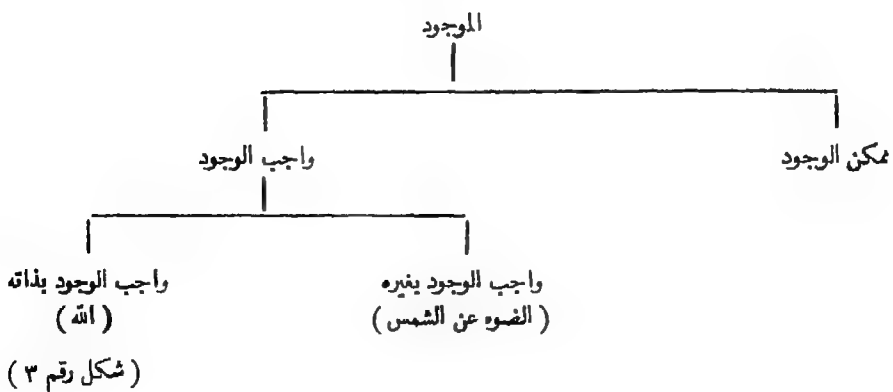 الموجود
ممكن الوجود
واجب الوجود
واجب الوجود بغيره
( الضوء عن الشمس )
واجب الوجود بذاته
( الله )
( شكل رقم ٣ )